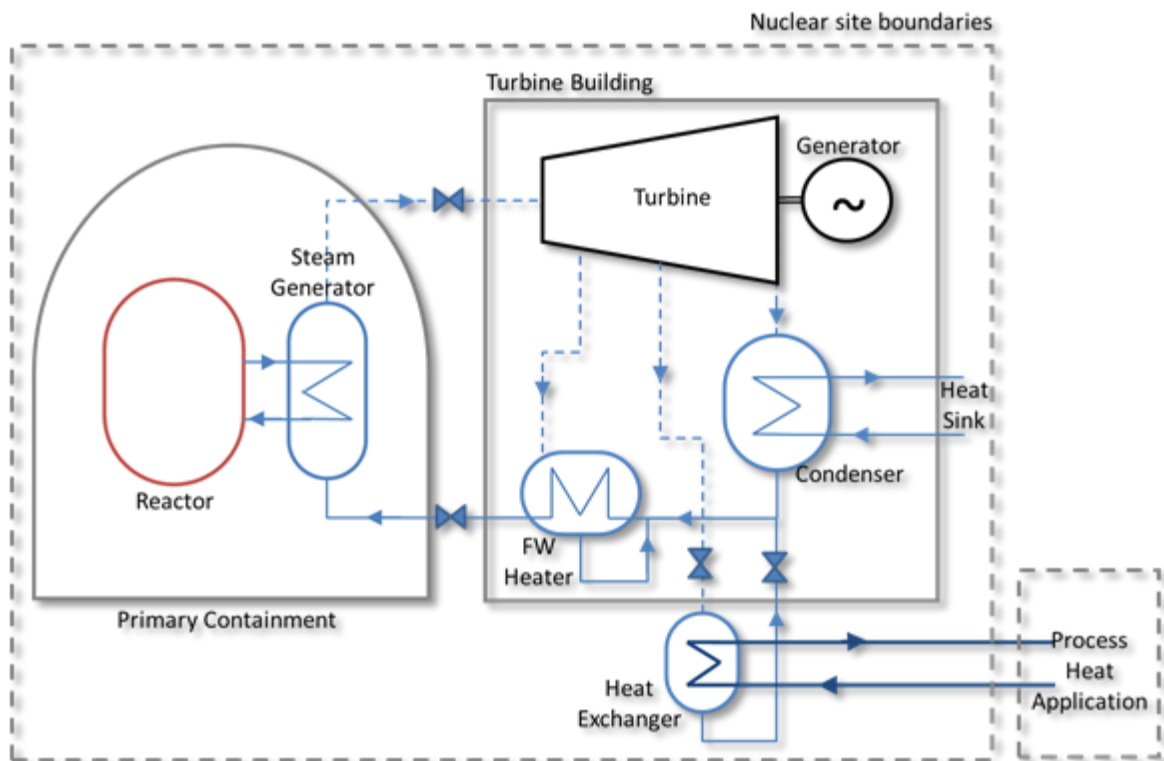 Nuclear site boundaries
Turbine Building
Generator
Turbine
~
Steam
Generator
Heat
Sink
Condenser
Reactor
FW
Heater
Primary Containment
Process
Heat
Application
Heat
Exchanger